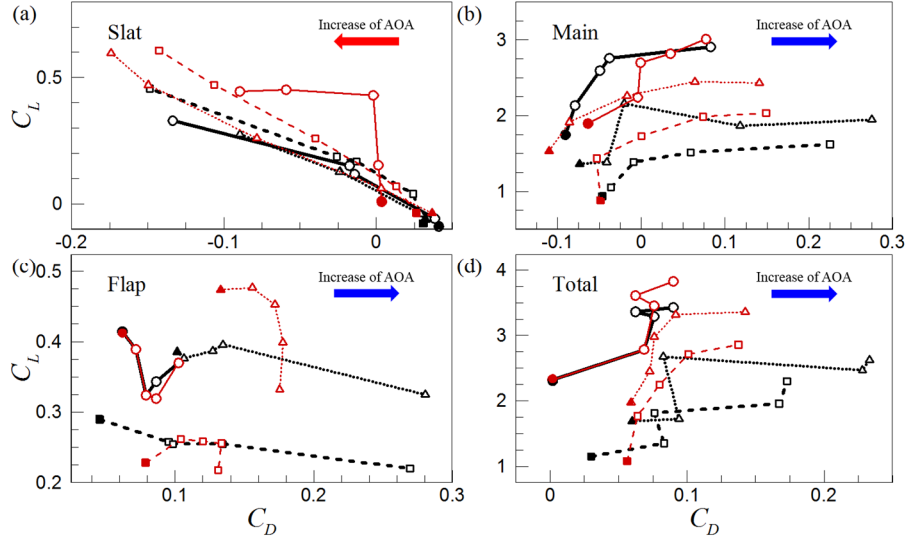 (a)
Increase of AOA
Slat
C_L
0.5
0
-0.2
-0.1
0
(b)
Increase of AOA
Main
3
2
1
-0.1
0
0.1
0.2
0.3
(c)
Increase of AOA
Flap
C_L
0.5
0.4
0.3
0.2
0.1
0.2
0.3
C_D
(d)
Increase of AOA
Total
4
3
2
1
0
0.1
0.2
C_D